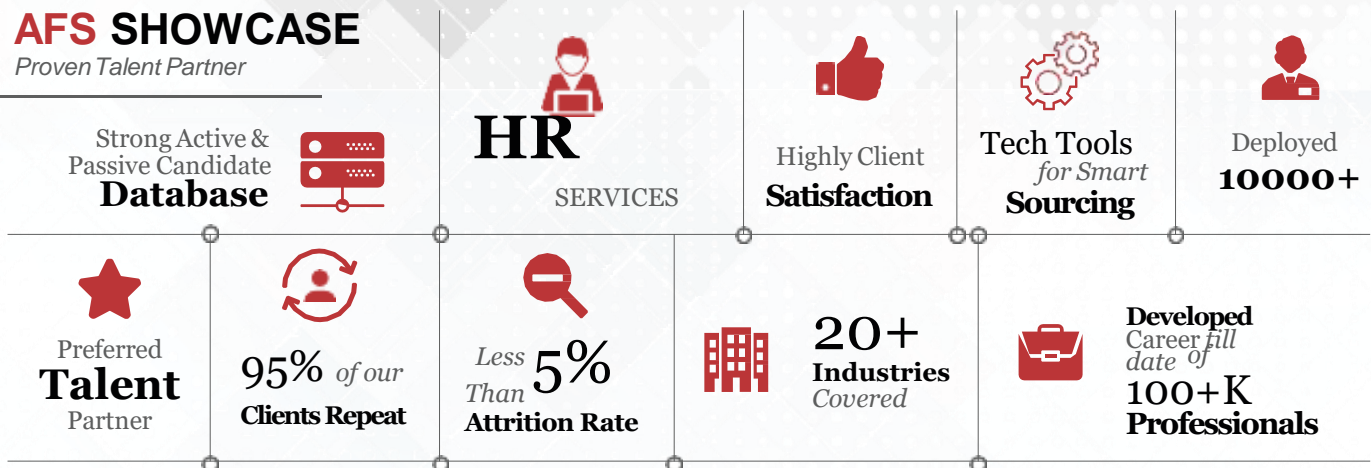 AFS SHOWCASE
Proven Talent Partner
Strong Active &
Passive Candidate
Database
HR
SERVICES
Highly Client
Satisfaction
Tech Tools
for Smart
Sourcing
Deployed
10000+
Preferred
Talent
Partner
95% of our
Clients Repeat
Less
Than 5%
Attrition Rate
20+
Industries
Covered
Developed
Career till
date of
100+K
Professionals